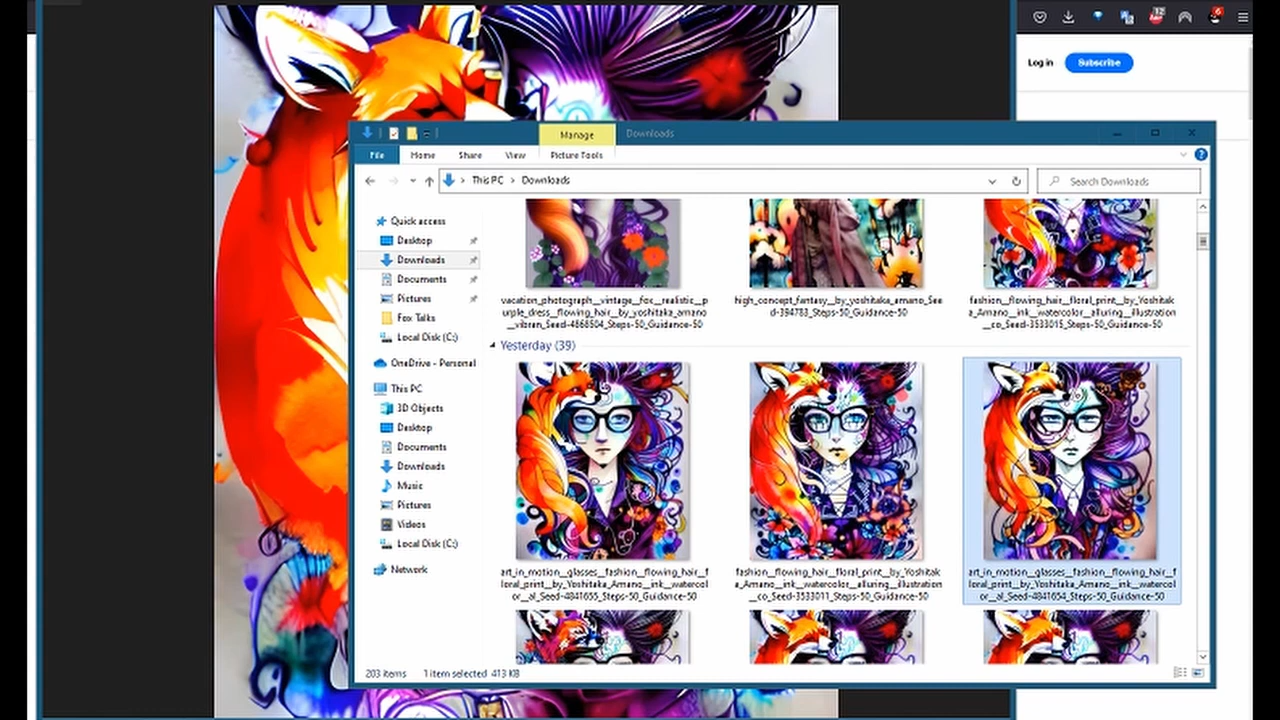 12
6
Log in
Subscribe
Manage
Downloads
File
Home
Share
View
Picture Tools
This PC > Downloads
Search Downloads
Quick access
Desktop
Downloads
Documents
Pictures
Fox Talks
Local Disk (C:)
OneDrive - Personal
This PC
3D Objects
Desktop
Documents
Downloads
Music
Pictures
Videos
Local Disk (C:)
Network
vacation_photograph__vintage__fox__realistic__p
urple_dress__flowing_hair__by_yoshitaka_amano
__vibran_Seed-4868504_Steps-50_Guidance-50
high_concept_fantasy__by_yoshitaka_amano_See
d-394783_Steps-50_Guidance-50
fashion__flowing_hair__floral_print__by_Yoshitak
a_Amano__ink__watercolor__alluring__illustration
__co_Seed-3533015_Steps-50_Guidance-50
Yesterday (39)
art_in_motion__glasses__fashion__flowing_hair__f
loral_print__by_Yoshitaka_Amano__ink__watercol
or__al_Seed-4841655_Steps-50_Guidance-50
fashion__flowing_hair__floral_print__by_Yoshitak
a_Amano__ink__watercolor__alluring__illustration
__co_Seed-3533011_Steps-50_Guidance-50
art_in_motion__glasses__fashion__flowing_hair__f
loral_print__by_Yoshitaka_Amano__ink__watercol
or__al_Seed-4841654_Steps-50_Guidance-50
203 items 1 item selected 413 KB